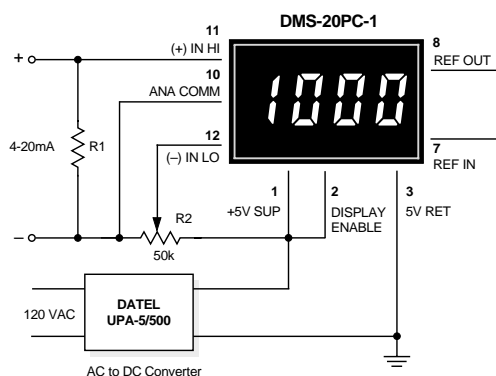 DMS-20PC-1
11
(+) IN HI
10
ANA COMM
12
(–) IN LO
1000
8
REF OUT
7
REF IN
+
4-20mA
R1
–
R2
50k
1
+5V SUP
2
DISPLAY
ENABLE
3
5V RET
120 VAC
DATEL
UPA-5/500
AC to DC Converter